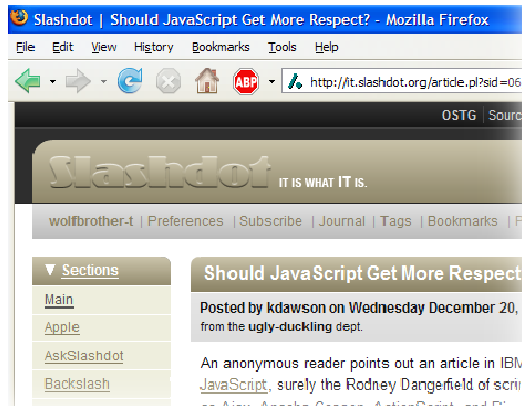 Slashdot | Should JavaScript Get More Respect? - Mozilla Firefox
File Edit View History Bookmarks Tools Help
ABP http://it.slashdot.org/article.pl?sid=06
OSTG Sourc
Slashdot IT IS WHAT IT IS.
wolfbrother-t | Preferences | Subscribe | Journal | Tags | Bookmarks | F
▼ Sections
Main
Apple
AskSlashdot
Backslash
Should JavaScript Get More Respect
Posted by kdawson on Wednesday December 20,
from the ugly-duckling dept.
An anonymous reader points out an article in IBM
JavaScript, surely the Rodney Dangerfield of scrip